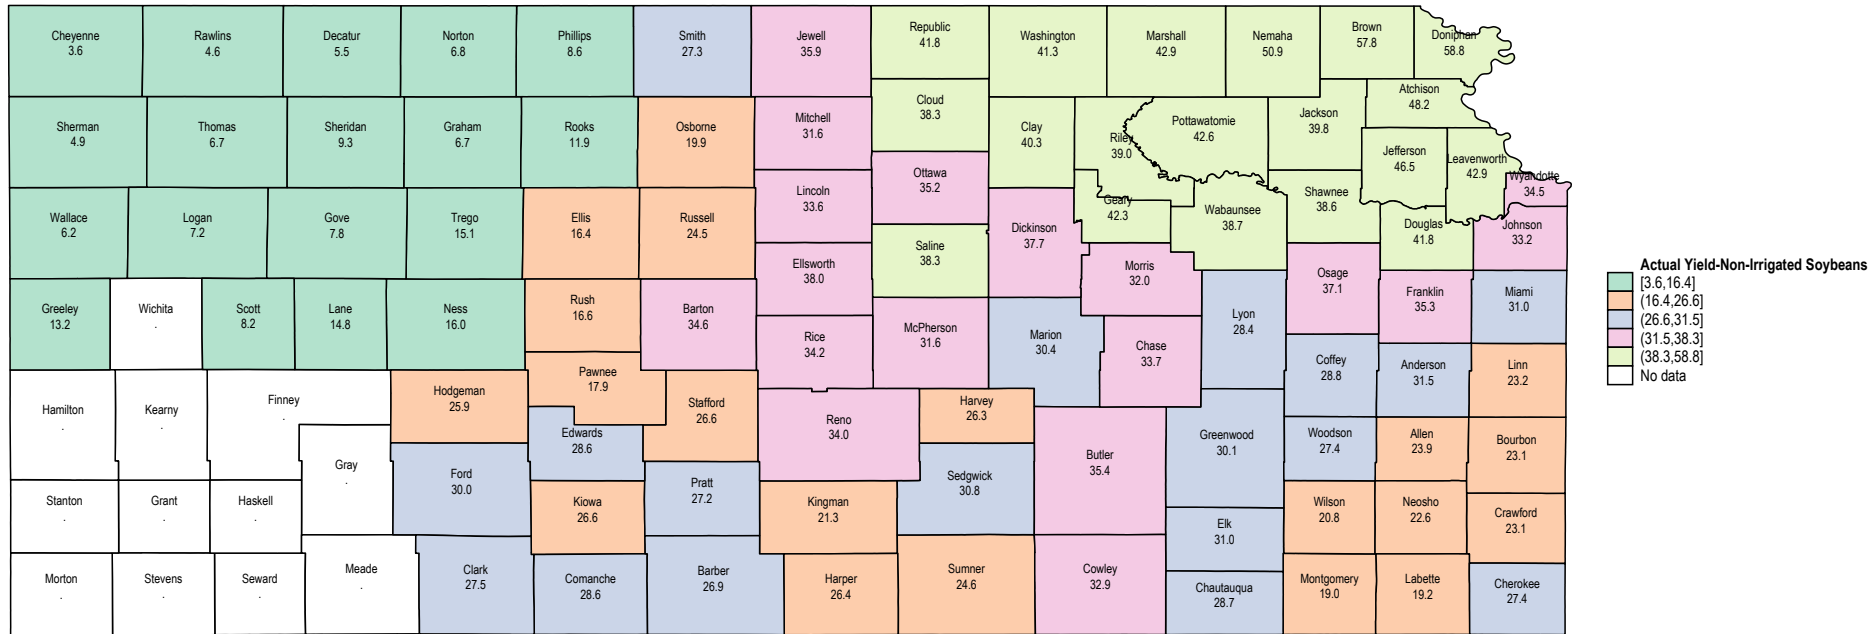 Cheyenne
3.6
Rawlins
4.6
Decatur
5.5
Norton
6.8
Phillips
8.6
Smith
27.3
Jewell
35.9
Republic
41.8
Washington
41.3
Marshall
42.9
Nemaha
50.9
Brown
57.8
Doniphan
58.8
Sherman
4.9
Thomas
6.7
Sheridan
9.3
Graham
6.7
Rooks
11.9
Osborne
19.9
Mitchell
31.6
Cloud
38.3
Clay
40.3
Riley
39.0
Pottawatomie
42.6
Jackson
39.8
Atchison
48.2
Jefferson
46.5
Leavenworth
42.9
Wyandotte
34.5
Wallace
6.2
Logan
7.2
Gove
7.8
Trego
15.1
Ellis
16.4
Russell
24.5
Lincoln
33.6
Ottawa
35.2
Saline
38.3
Dickinson
37.7
Geary
42.3
Wabaunsee
38.7
Shawnee
38.6
Douglas
41.8
Johnson
33.2
Greeley
13.2
Wichita
.
Scott
8.2
Lane
14.8
Ness
16.0
Rush
16.6
Barton
34.6
Ellsworth
38.0
Rice
34.2
McPherson
31.6
Marion
30.4
Morris
32.0
Chase
33.7
Lyon
28.4
Osage
37.1
Franklin
35.3
Miami
31.0
Coffey
28.8
Anderson
31.5
Linn
23.2
Hamilton
.
Kearny
.
Finney
.
Gray
.
Hodgeman
25.9
Pawnee
17.9
Edwards
28.6
Stafford
26.6
Reno
34.0
Harvey
26.3
Butler
35.4
Greenwood
30.1
Woodson
27.4
Allen
23.9
Bourbon
23.1
Stanton
.
Grant
.
Haskell
.
Ford
30.0
Kiowa
26.6
Pratt
27.2
Kingman
21.3
Sedgwick
30.8
Elk
31.0
Wilson
20.8
Neosho
22.6
Crawford
23.1
Morton
.
Stevens
.
Seward
.
Meade
.
Clark
27.5
Comanche
28.6
Barber
26.9
Harper
26.4
Sumner
24.6
Cowley
32.9
Chautauqua
28.7
Montgomery
19.0
Labette
19.2
Cherokee
27.4
Actual Yield-Non-Irrigated Soybeans
[3.6,16.4]
(16.4,26.6]
(26.6,31.5]
(31.5,38.3]
(38.3,58.8]
No data